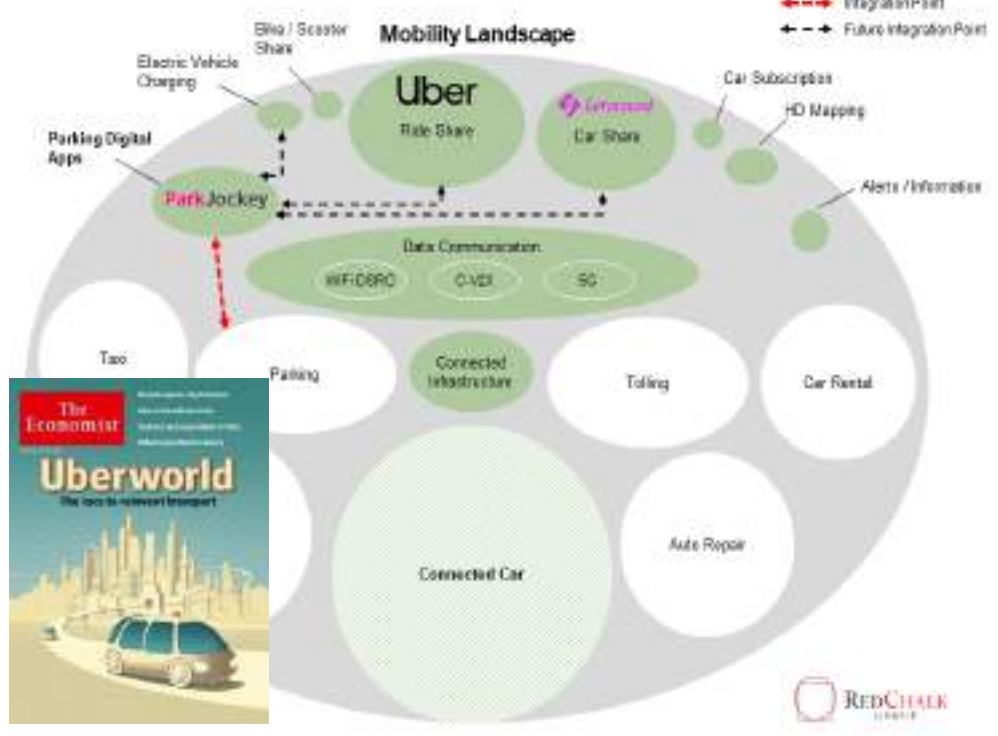 Integration Point
Future Integration Point
Mobility Landscape
Bike / Scooter
Share
Electric Vehicle
Charging
Parking Digital
Apps
Uber
Ride Share
Getaround
Car Share
Car Subscription
HD Mapping
Alerts / Information
ParkJockey
Data Communication
WiFi-DSRC
C-V2X
5G
Taxi
Parking
Connected
Infrastructure
Tolling
Car Rental
The
Economist
Uberworld
The race to reinvent transport
Connected Car
Auto Repair
REDCHALK
GROUP